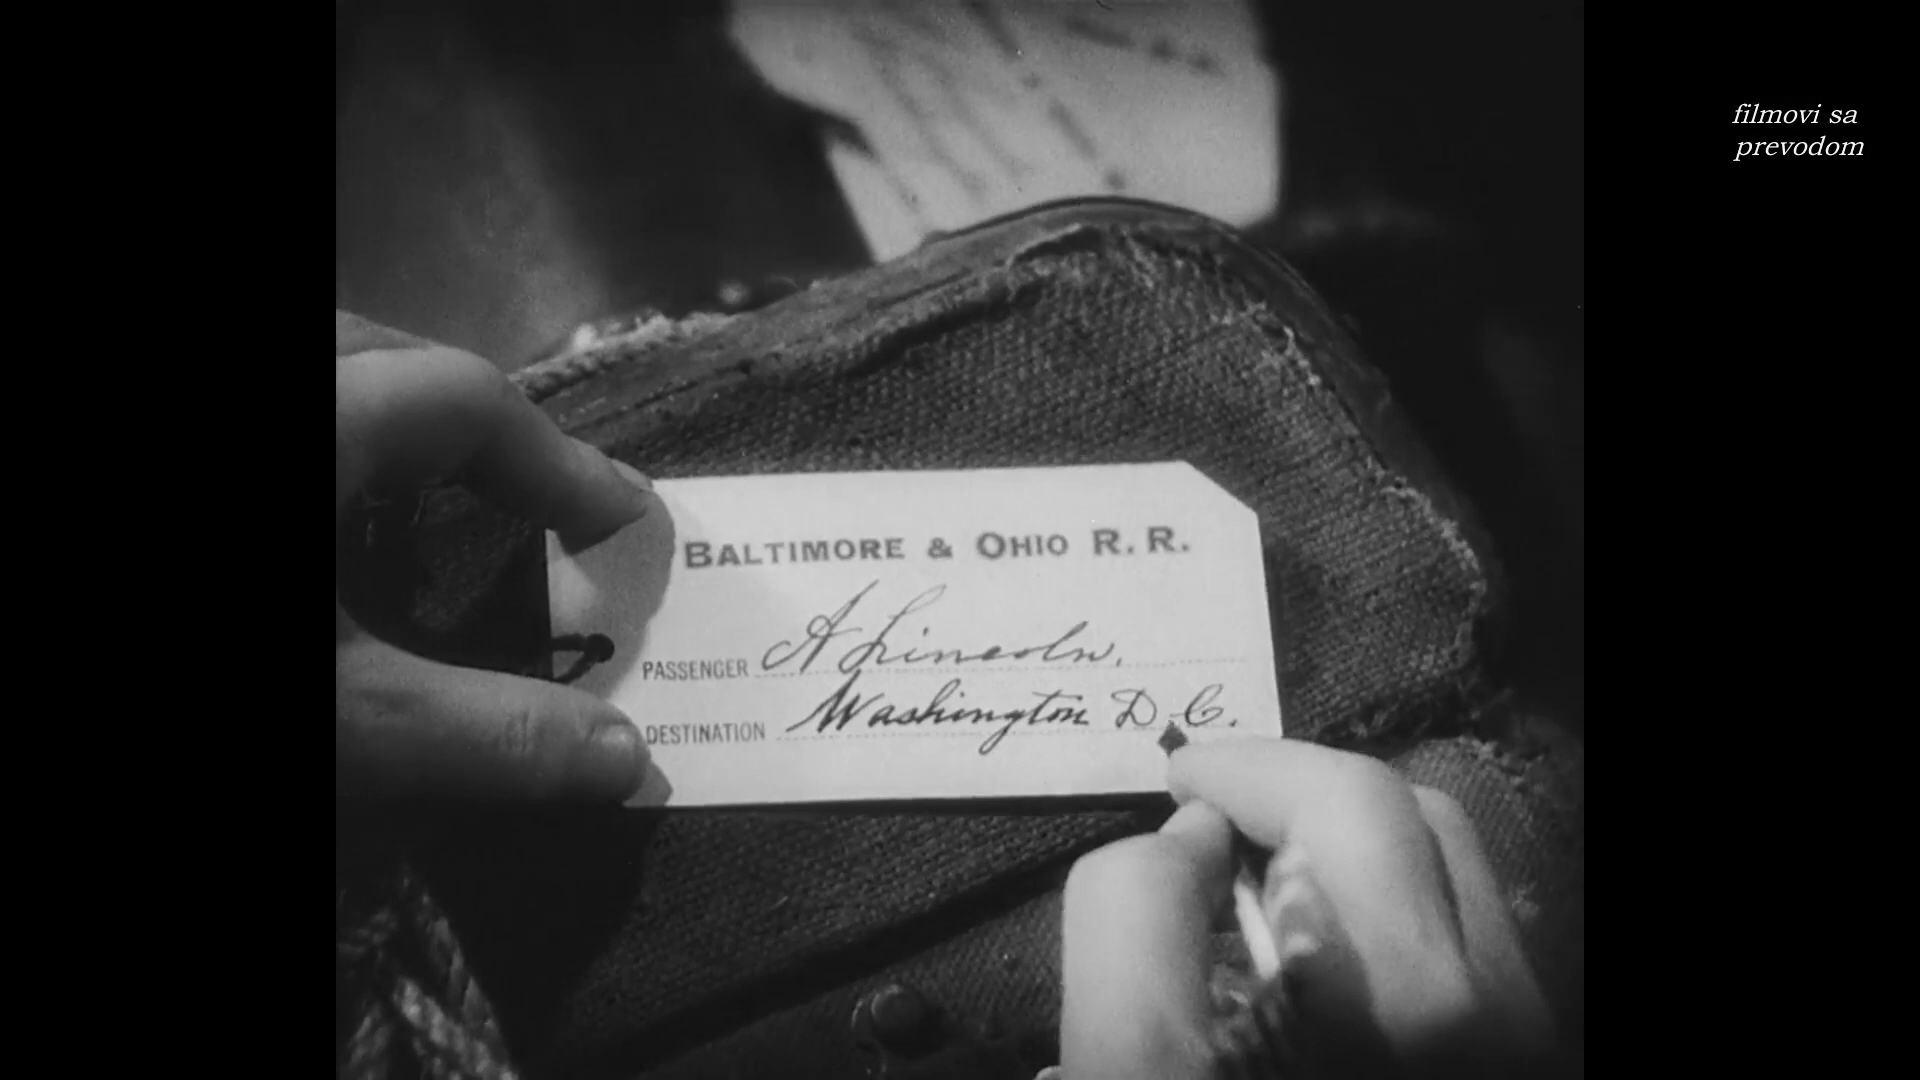 filmovi sa
prevodom
BALTIMORE & OHIO R. R.
PASSENGER A Lincoln,
DESTINATION Washington D. C.